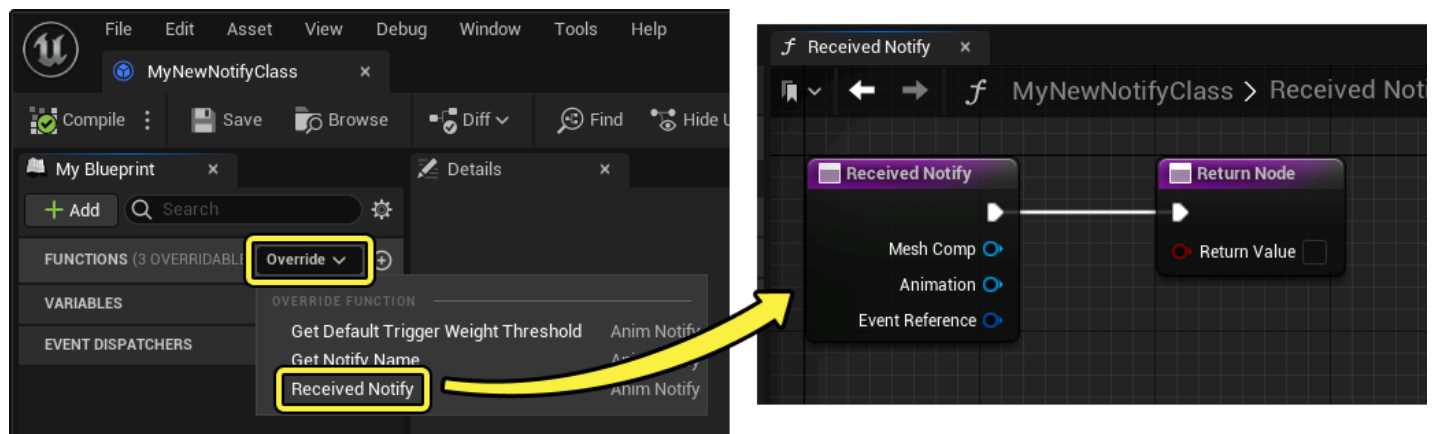 File Edit Asset View Debug Window Tools Help
MyNewNotifyClass
Compile Save Browse Diff Find Hide
My Blueprint Details
+ Add Search
FUNCTIONS (3 OVERRIDABL Override
VARIABLES
EVENT DISPATCHERS
OVERRIDE FUNCTION
Get Default Trigger Weight Threshold Anim Notify
Get Notify Name
Received Notify Anim Notify
Received Notify
MyNewNotifyClass > Received Noti
Received Notify
Mesh Comp
Animation
Event Reference
Return Node
Return Value